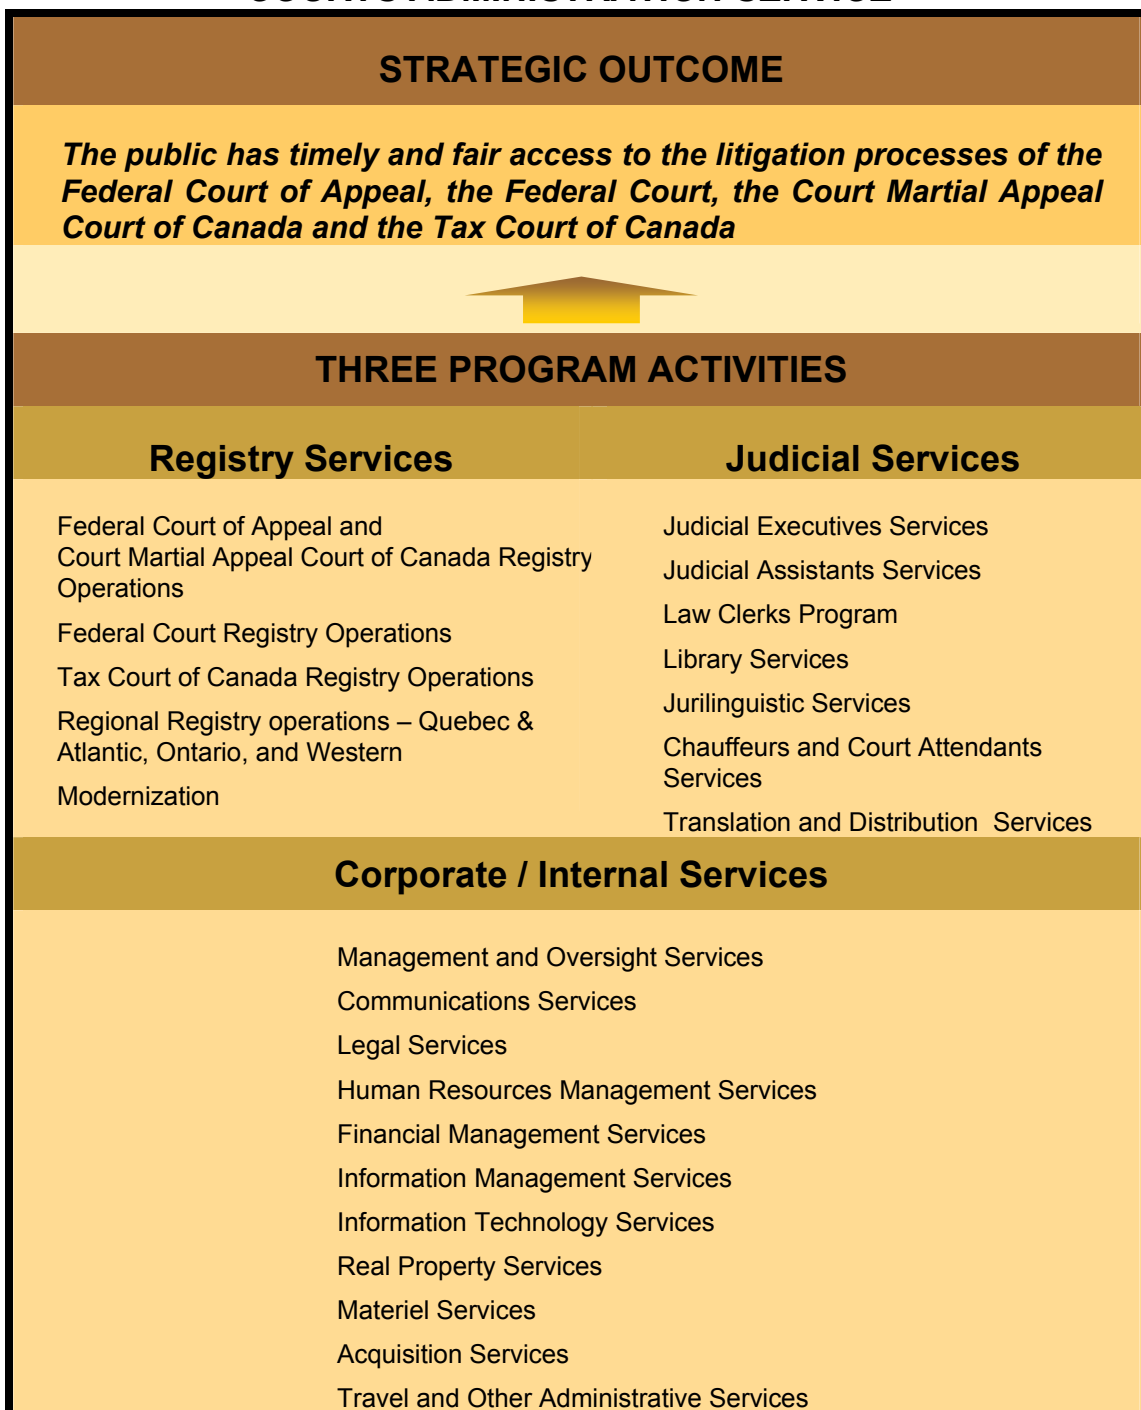 COURTS ADMINISTRATION SERVICE
STRATEGIC OUTCOME
The public has timely and fair access to the litigation processes of the
Federal Court of Appeal, the Federal Court, the Court Martial Appeal
Court of Canada and the Tax Court of Canada
THREE PROGRAM ACTIVITIES
Registry Services
Federal Court of Appeal and
Court Martial Appeal Court of Canada Registry
Operations
Federal Court Registry Operations
Tax Court of Canada Registry Operations
Regional Registry operations – Quebec &
Atlantic, Ontario, and Western
Modernization
Judicial Services
Judicial Executives Services
Judicial Assistants Services
Law Clerks Program
Library Services
Jurilinguistic Services
Chauffeurs and Court Attendants
Services
Translation and Distribution Services
Corporate / Internal Services
Management and Oversight Services
Communications Services
Legal Services
Human Resources Management Services
Financial Management Services
Information Management Services
Information Technology Services
Real Property Services
Materiel Services
Acquisition Services
Travel and Other Administrative Services